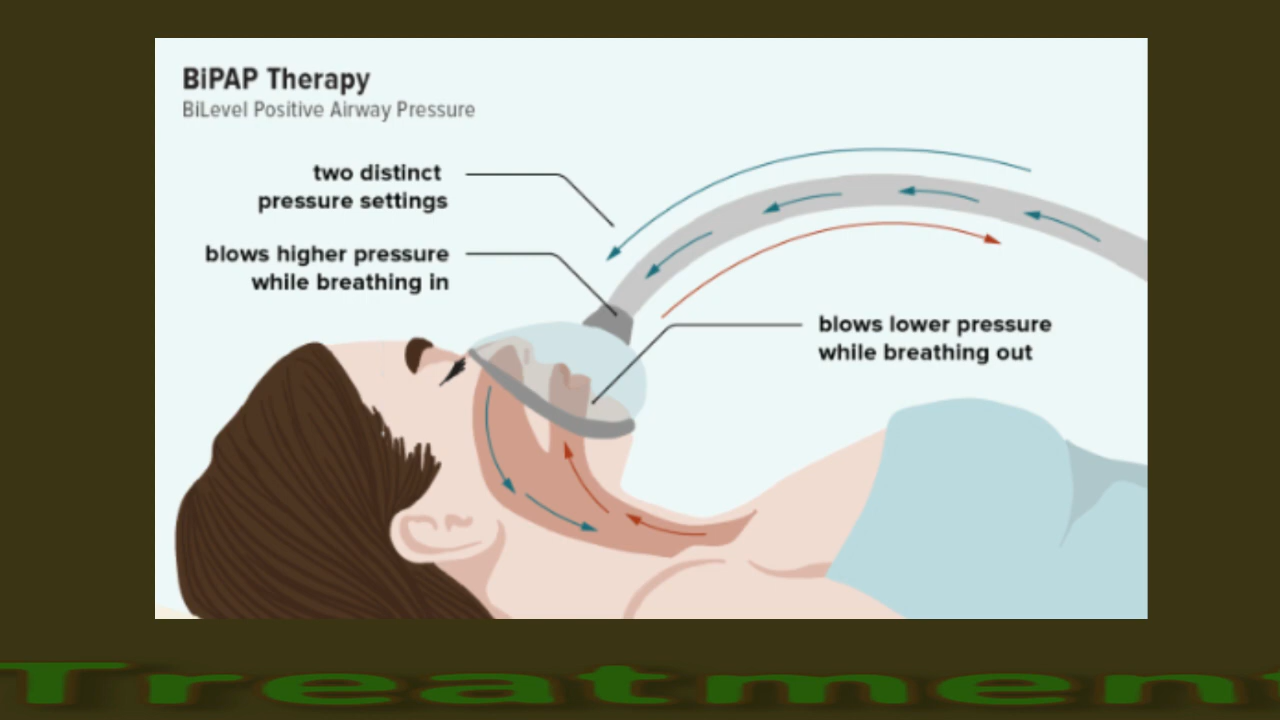 BiPAP Therapy
BiLevel Positive Airway Pressure
two distinct
pressure settings
blows higher pressure
while breathing in
blows lower pressure
while breathing out
Treatment